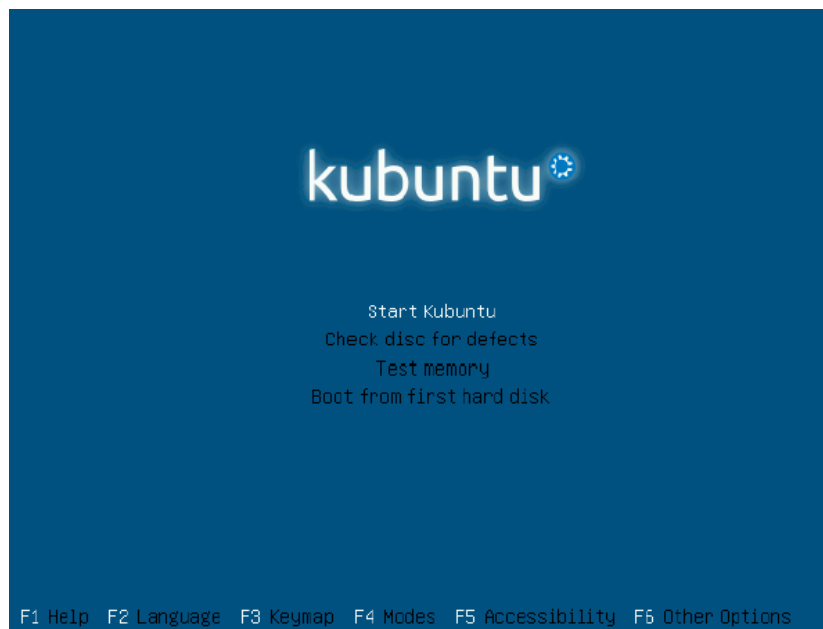 kubuntu
Start Kubuntu
Check disc for defects
Test memory
Boot from first hard disk
F1 Help F2 Language F3 Keymap F4 Modes F5 Accessibility F6 Other Options